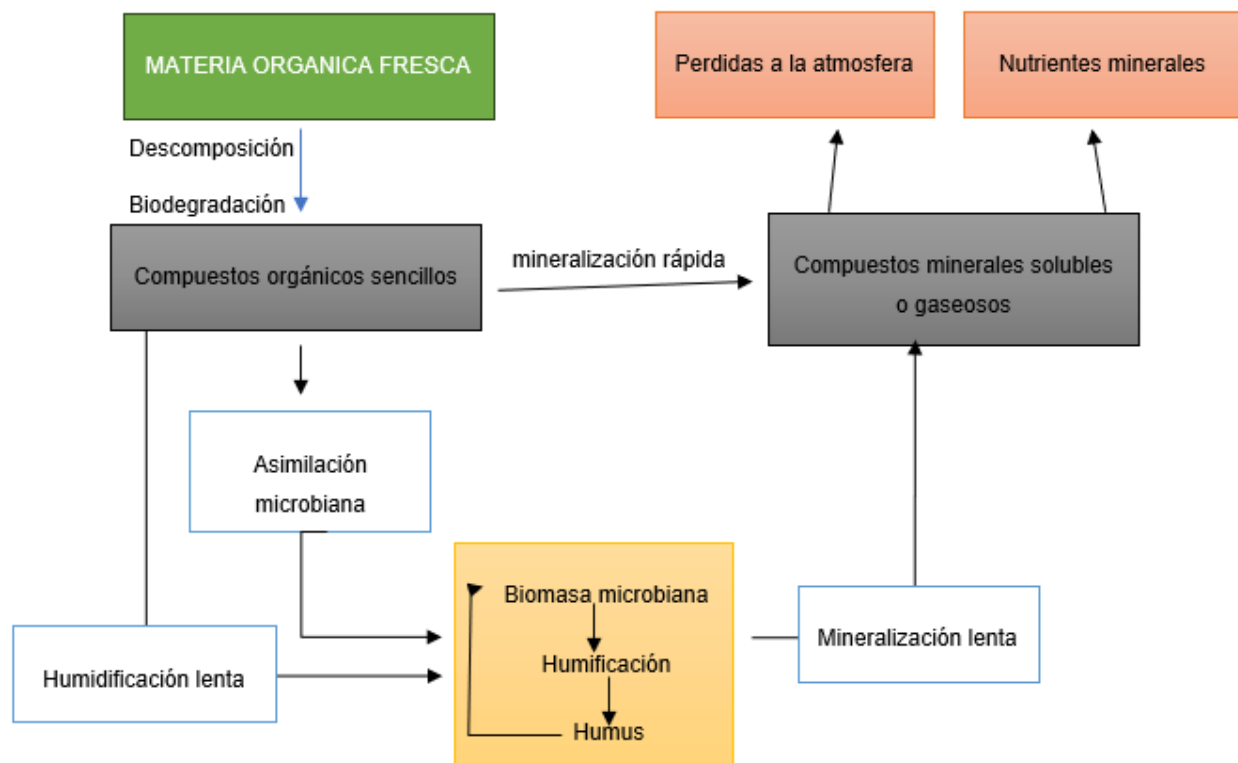 MATERIA ORGANICA FRESCA
Perdidas a la atmosfera
Nutrientes minerales
Descomposición
Biodegradación
Compuestos orgánicos sencillos
mineralización rápida
Compuestos minerales solubles
o gaseosos
Asimilación
microbiana
Biomasa microbiana
Humificación
Humus
Humidificación lenta
Mineralización lenta